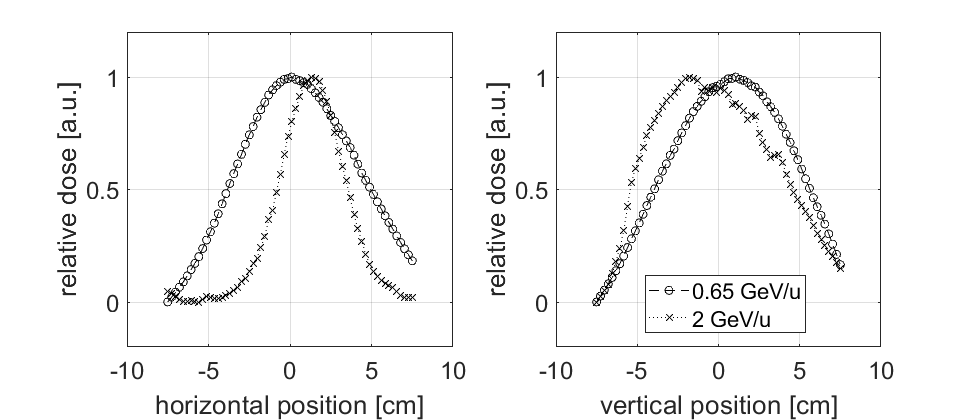 relative dose [a.u.]
1
0.5
0
-10 -5 0 5 10
horizontal position [cm]
relative dose [a.u.]
1
0.5
0
0.65 GeV/u
2 GeV/u
-10 -5 0 5 10
vertical position [cm]